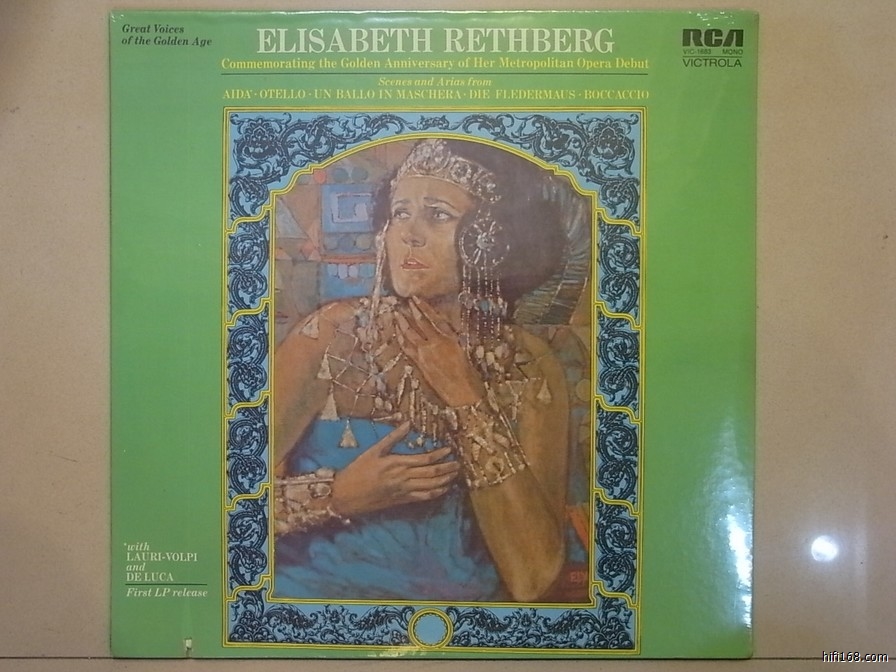 Great Voices
of the Golden Age
ELISABETH RETHBERG
Commemorating the Golden Anniversary of Her Metropolitan Opera Debut
Scenes and Arias from
AIDA* · OTELLO · UN BALLO IN MASCHERA · DIE FLEDERMAUS · BOCCACCIO
RCA
VIC-1683 MONO
VICTROLA
*with
LAURI-VOLPI
and
DE LUCA
First LP release
hifi168.com